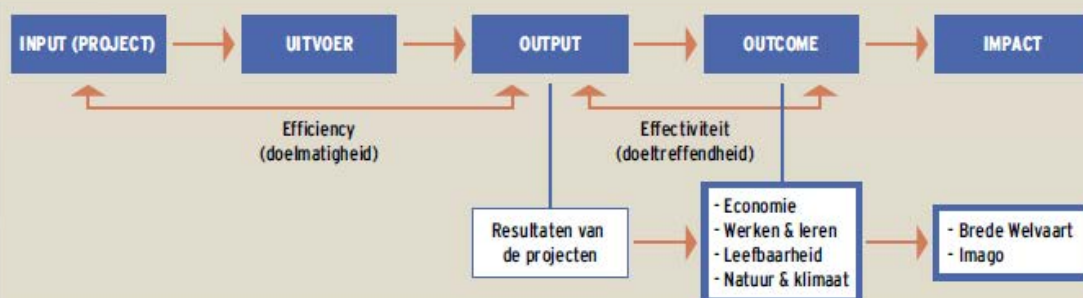 INPUT (PROJECT)
UITVOER
OUTPUT
OUTCOME
IMPACT
Efficiency
(doelmatigheid)
Effectiviteit
(doeltreffendheid)
Resultaten van
de projecten
- Economie
- Werken & leren
- Leefbaarheid
- Natuur & klimaat
- Brede Welvaart
- Imago